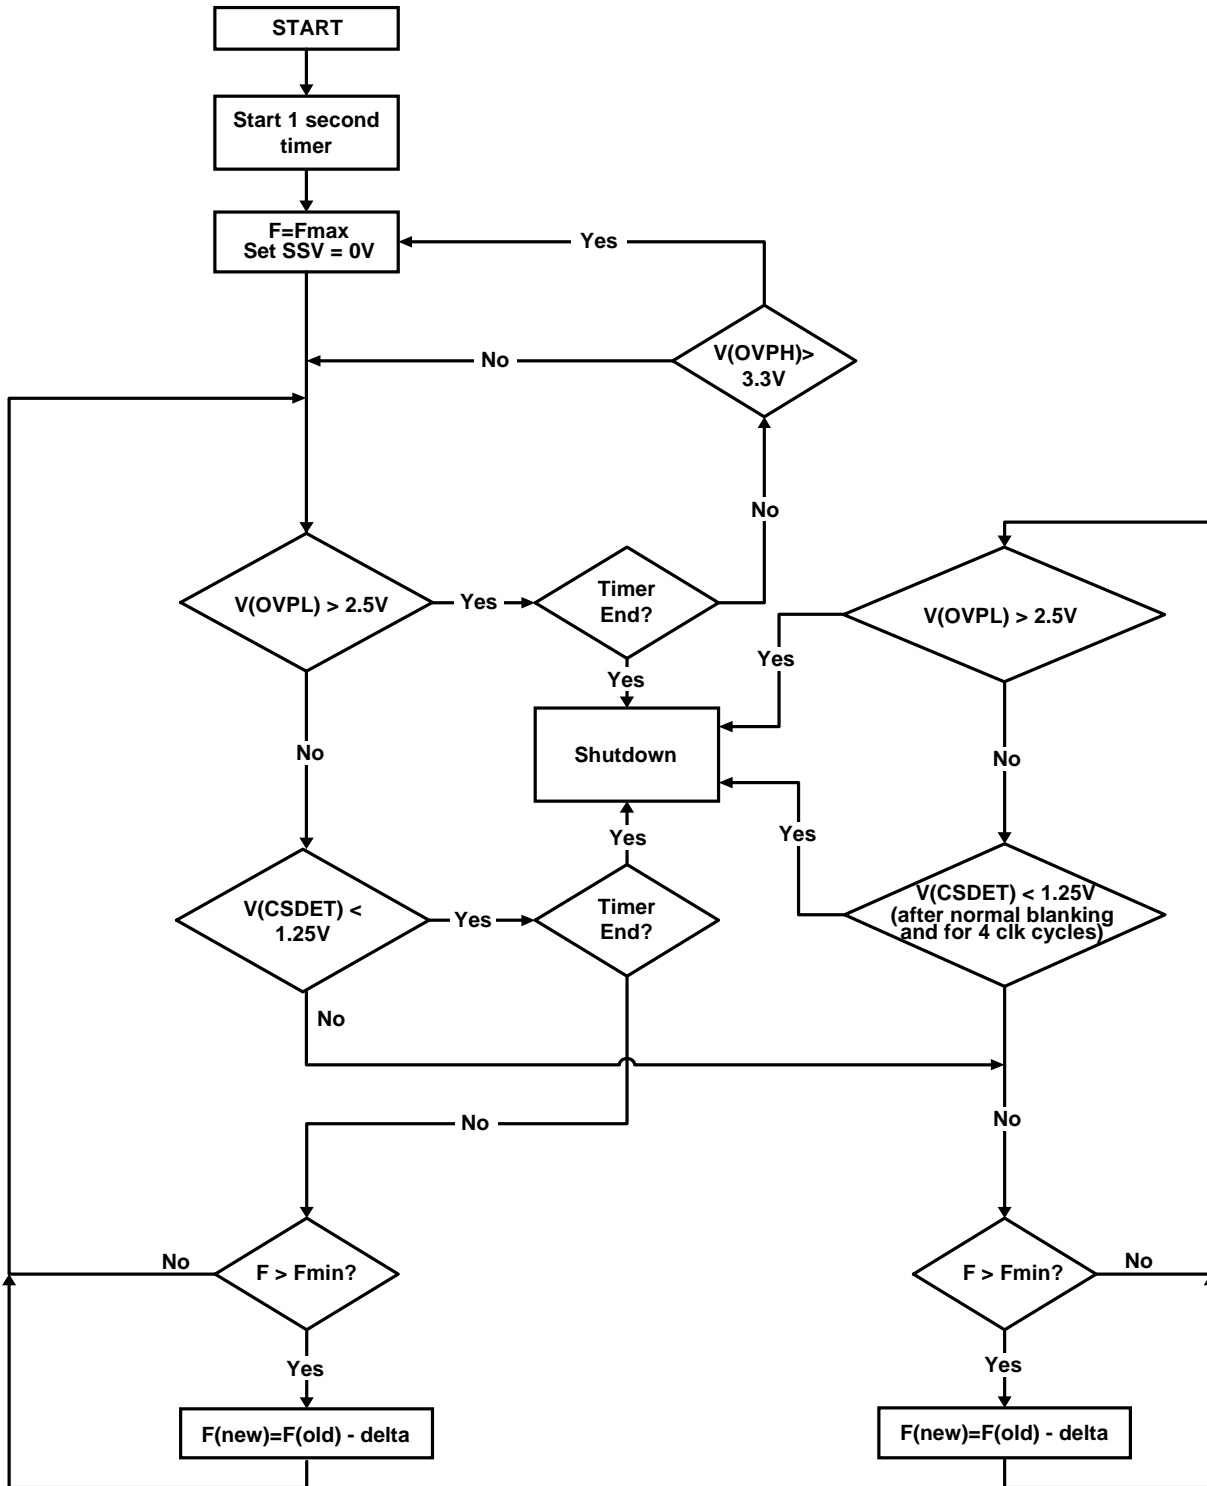 START
Start 1 second
timer
F=Fmax
Set SSV = 0V
Yes
V(OVPH)>
3.3V
No
No
V(OVPL) > 2.5V
Yes
Timer
End?
V(OVPL) > 2.5V
Yes
Yes
Shutdown
No
No
Yes
Yes
V(CSDET) <
1.25V
Yes
Timer
End?
V(CSDET) < 1.25V
(after normal blanking
and for 4 clk cycles)
No
No
No
No
F > Fmin?
F > Fmin?
No
Yes
Yes
F(new)=F(old) - delta
F(new)=F(old) - delta